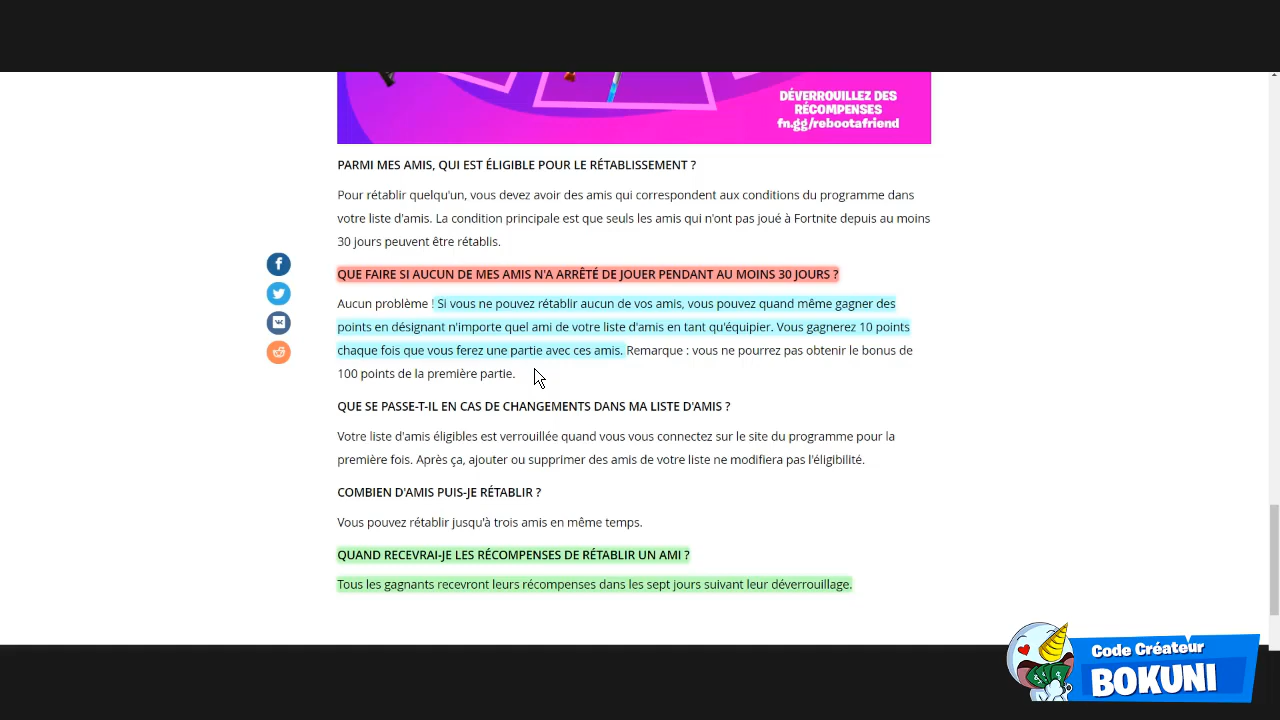 DÉVERROUILLEZ DES
RÉCOMPENSES
fn.gg/rebootafriend
PARMI MES AMIS, QUI EST ÉLIGIBLE POUR LE RÉTABLISSEMENT ?
Pour rétablir quelqu'un, vous devez avoir des amis qui correspondent aux conditions du programme dans
votre liste d'amis. La condition principale est que seuls les amis qui n'ont pas joué à Fortnite depuis au moins
30 jours peuvent être rétablis.
QUE FAIRE SI AUCUN DE MES AMIS N'A ARRÊTÉ DE JOUER PENDANT AU MOINS 30 JOURS ?
Aucun problème ! Si vous ne pouvez rétablir aucun de vos amis, vous pouvez quand même gagner des
points en désignant n'importe quel ami de votre liste d'amis en tant qu'équipier. Vous gagnerez 10 points
chaque fois que vous ferez une partie avec ces amis. Remarque : vous ne pourrez pas obtenir le bonus de
100 points de la première partie.
QUE SE PASSE-T-IL EN CAS DE CHANGEMENTS DANS MA LISTE D'AMIS ?
Votre liste d'amis éligibles est verrouillée quand vous vous connectez sur le site du programme pour la
première fois. Après ça, ajouter ou supprimer des amis de votre liste ne modifiera pas l'éligibilité.
COMBIEN D'AMIS PUIS-JE RÉTABLIR ?
Vous pouvez rétablir jusqu'à trois amis en même temps.
QUAND RECEVRAI-JE LES RÉCOMPENSES DE RÉTABLIR UN AMI ?
Tous les gagnants recevront leurs récompenses dans les sept jours suivant leur déverrouillage.
Code Créateur
BOKUNI